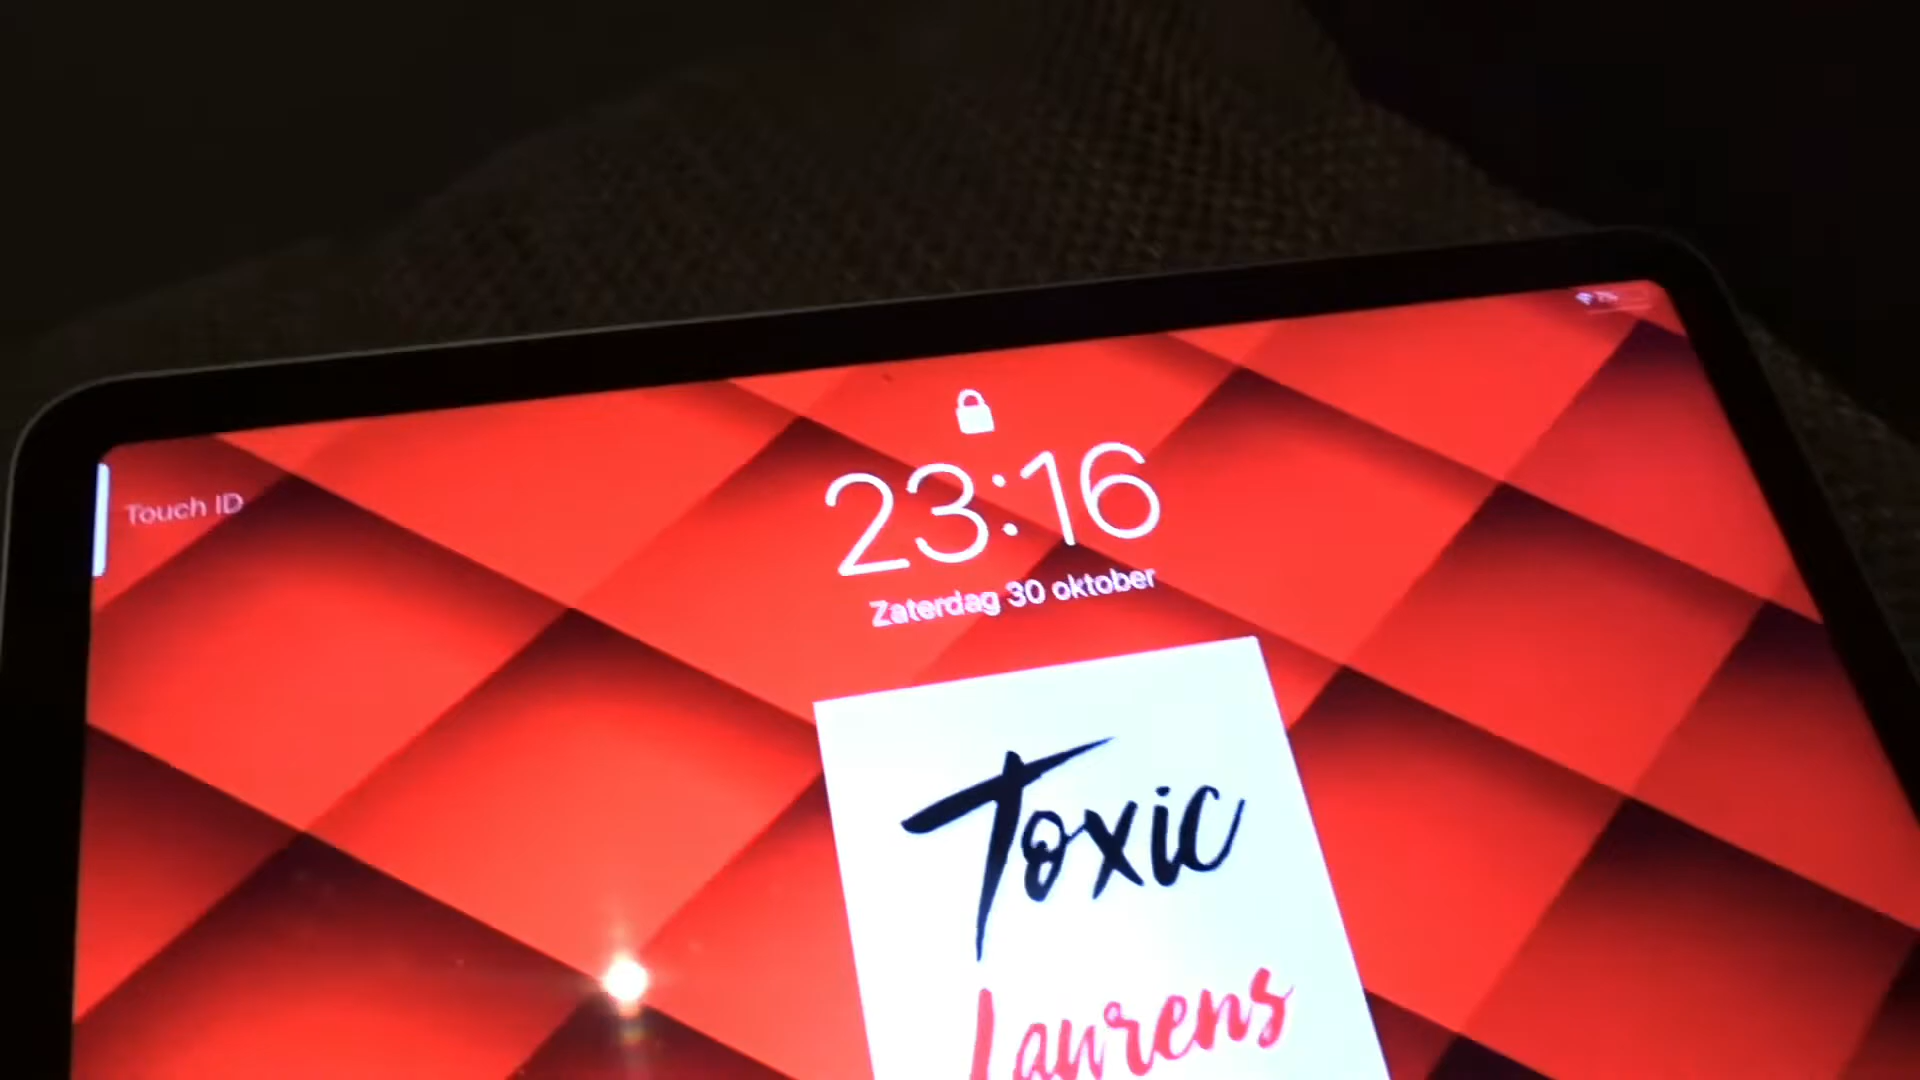 Touch ID
23:16
Zaterdag 30 oktober
Toxic
Laurens